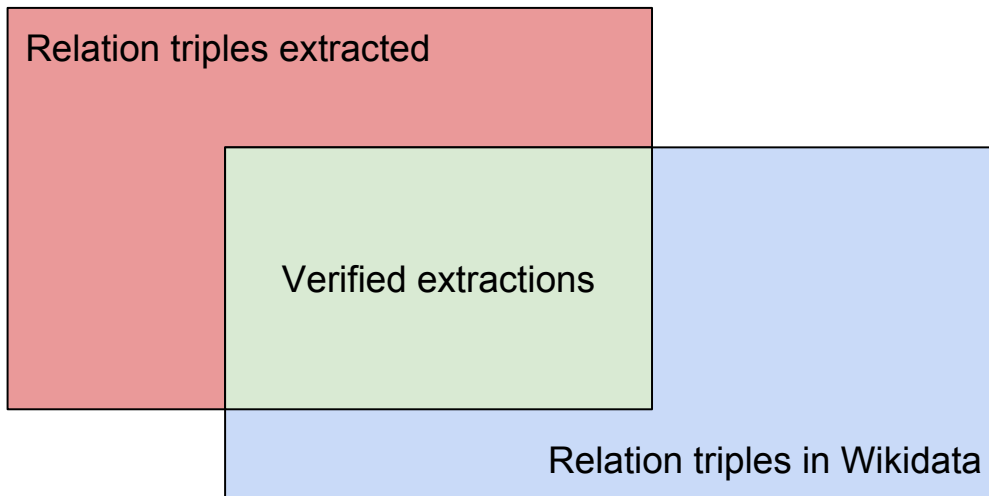 Relation triples extracted
Verified extractions
Relation triples in Wikidata